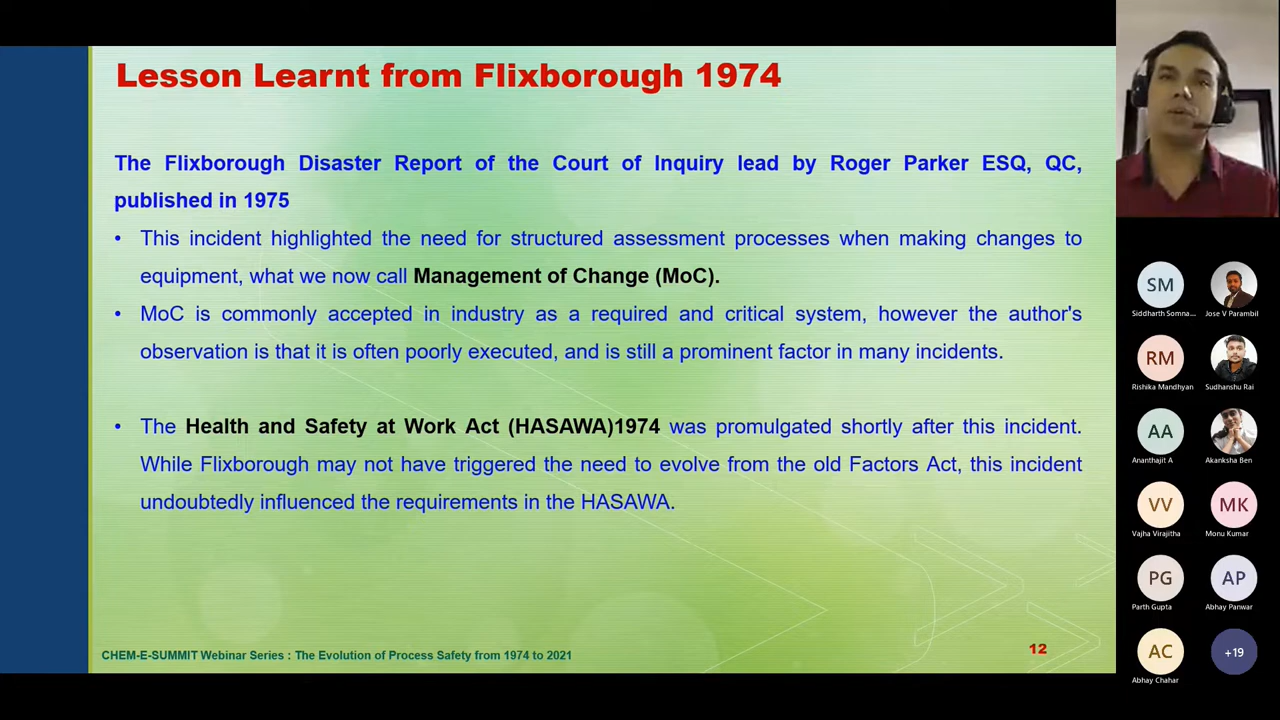 Lesson Learnt from Flixborough 1974
The Flixborough Disaster Report of the Court of Inquiry lead by Roger Parker ESQ, QC,
published in 1975
• This incident highlighted the need for structured assessment processes when making changes to
equipment, what we now call Management of Change (MoC).
• MoC is commonly accepted in industry as a required and critical system, however the author's
observation is that it is often poorly executed, and is still a prominent factor in many incidents.
• The Health and Safety at Work Act (HASAWA)1974 was promulgated shortly after this incident.
While Flixborough may not have triggered the need to evolve from the old Factors Act, this incident
undoubtedly influenced the requirements in the HASAWA.
CHEM-E-SUMMIT Webinar Series : The Evolution of Process Safety from 1974 to 2021
12
SM
Siddharth Somna...
Jose V Parambil
RM
Rishika Mandhyan
Sudhanshu Rai
AA
Ananthajit A
Akanksha Ben
VV
Vajha Virajitha
MK
Monu Kumar
PG
Parth Gupta
AP
Abhay Panwar
AC
Abhay Chahar
+19